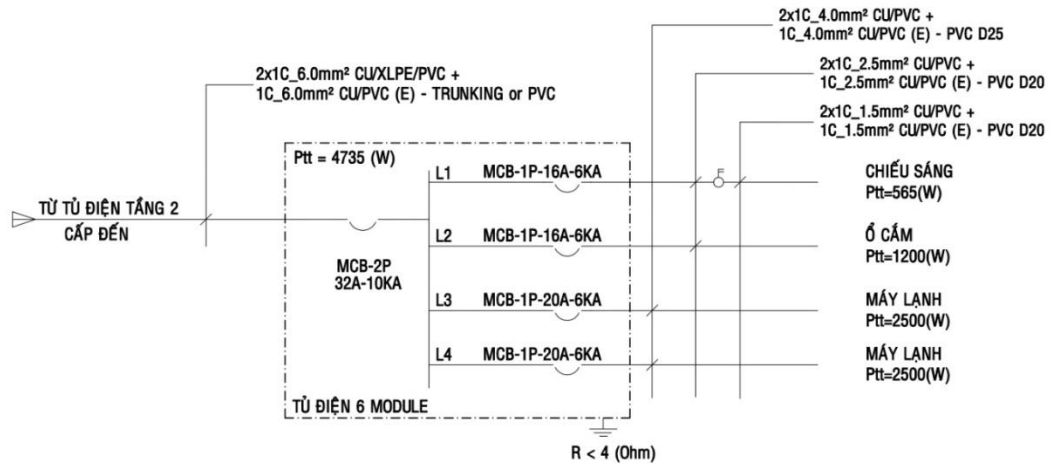 2x1C_4.0mm² CU/PVC +
1C_4.0mm² CU/PVC (E) - PVC D25
2x1C_2.5mm² CU/PVC +
1C_2.5mm² CU/PVC (E) - PVC D20
2x1C_1.5mm² CU/PVC +
1C_1.5mm² CU/PVC (E) - PVC D20
2x1C_6.0mm² CU/XLPE/PVC +
1C_6.0mm² CU/PVC (E) - TRUNKING or PVC
Ptt = 4735 (W)
TỪ TỦ ĐIỆN TẦNG 2
CẤP ĐẾN
MCB-2P
32A-10KA
L1 MCB-1P-16A-6KA
CHIẾU SÁNG
Ptt=565(W)
L2 MCB-1P-16A-6KA
Ổ CẮM
Ptt=1200(W)
L3 MCB-1P-20A-6KA
MÁY LẠNH
Ptt=2500(W)
L4 MCB-1P-20A-6KA
MÁY LẠNH
Ptt=2500(W)
TỦ ĐIỆN 6 MODULE
R < 4 (Ohm)